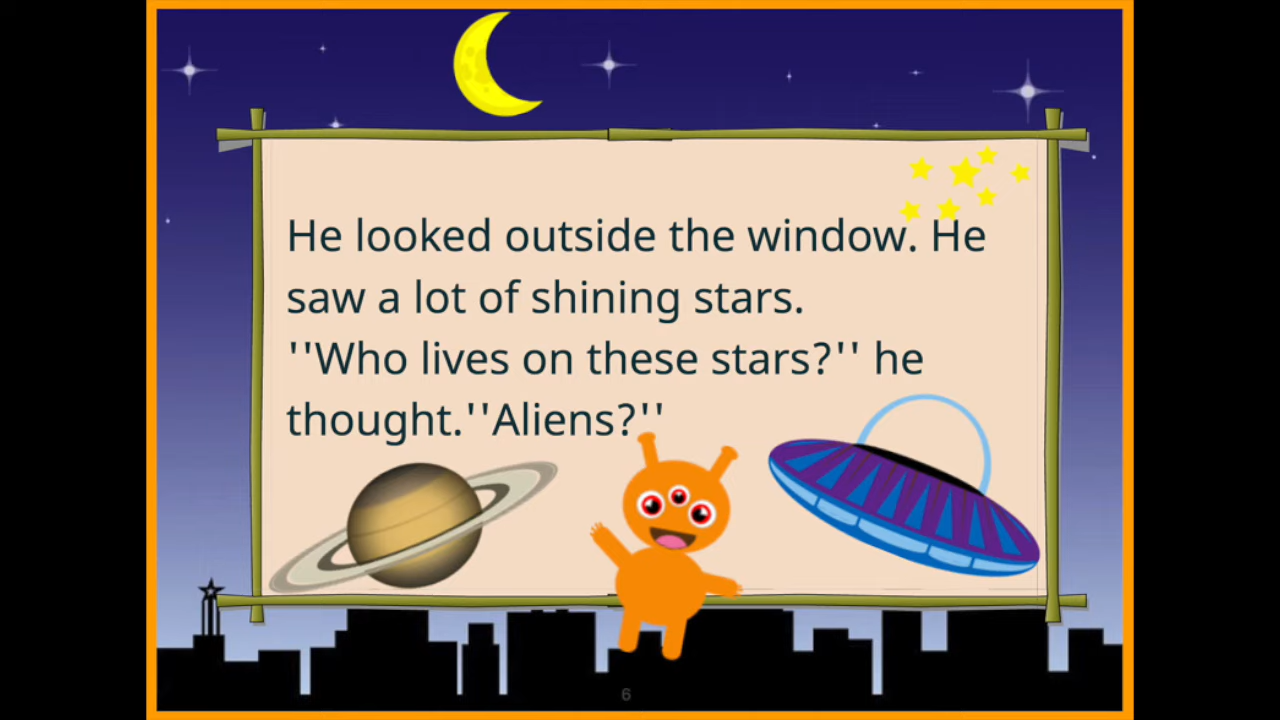 He looked outside the window. He
saw a lot of shining stars.
''Who lives on these stars?'' he
thought.''Aliens?''
6